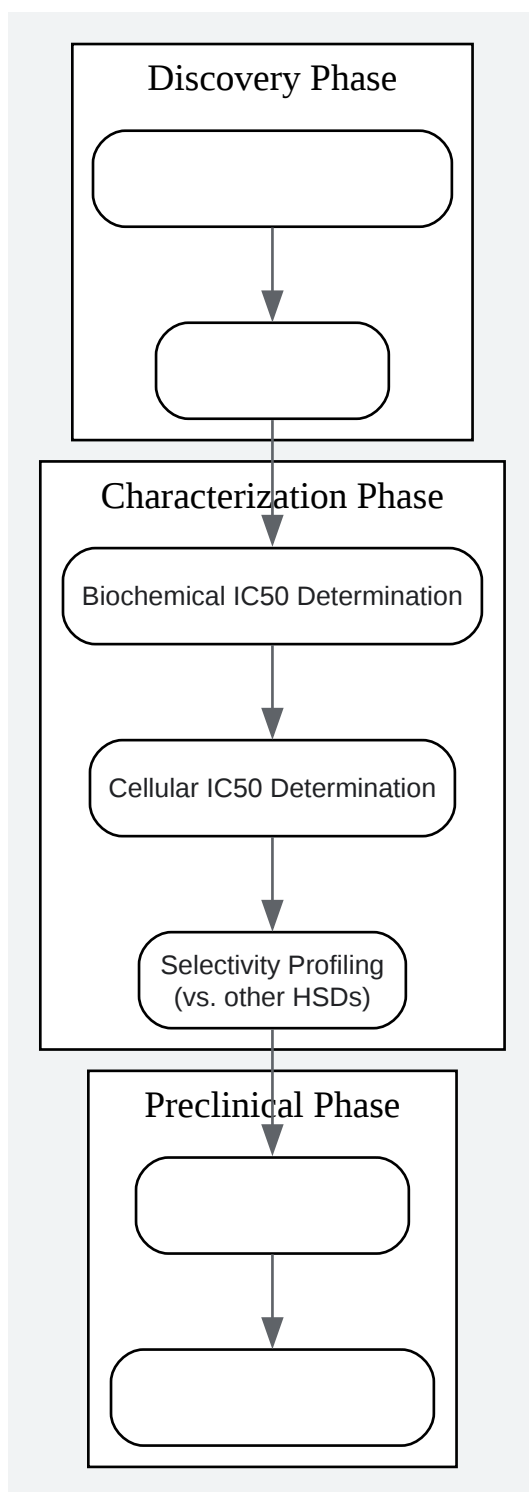 Discovery Phase
Characterization Phase
Biochemical IC50 Determination
Cellular IC50 Determination
Selectivity Profiling
(vs. other HSDs)
Preclinical Phase